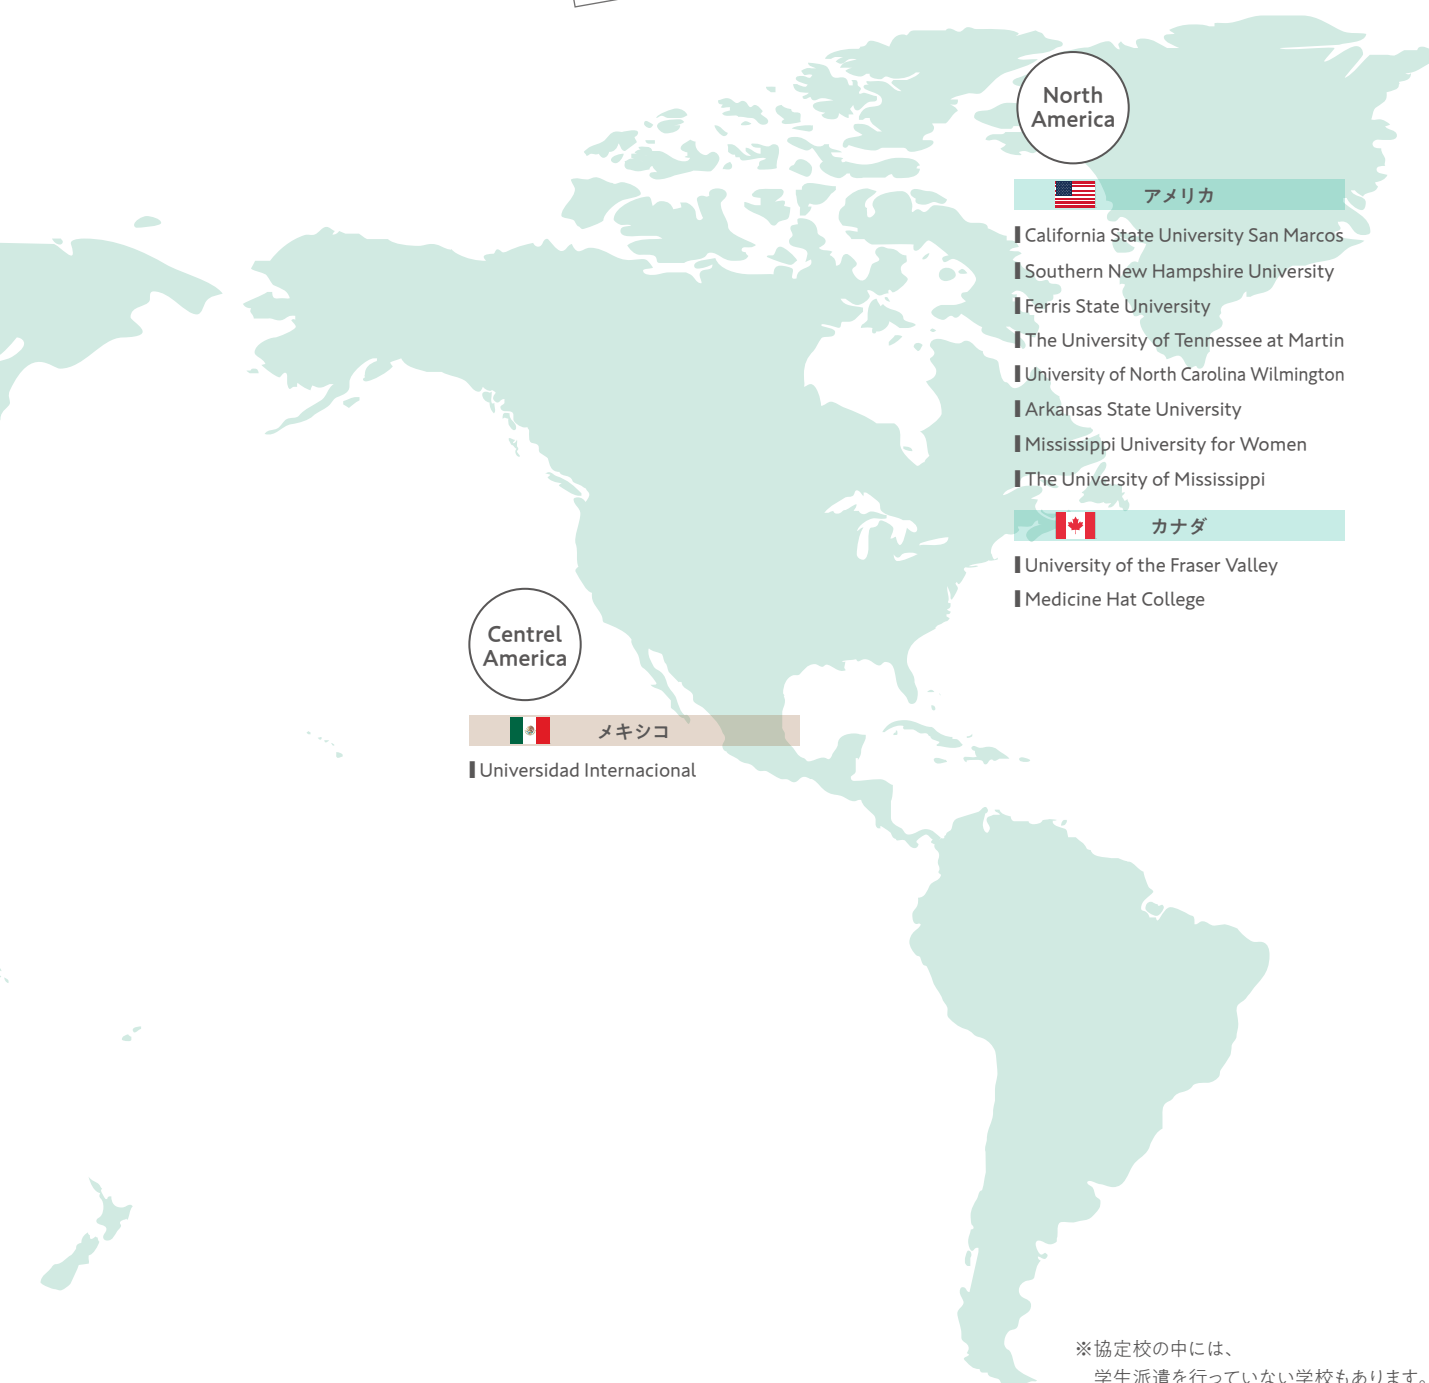 North
America
アメリカ
California State University San Marcos
Southern New Hampshire University
Ferris State University
The University of Tennessee at Martin
University of North Carolina Wilmington
Arkansas State University
Mississippi University for Women
The University of Mississippi
カナダ
University of the Fraser Valley
Medicine Hat College
Centrel
America
メキシコ
Universidad Internacional
※協定校の中には、
学生派遣を行っていない学校もあります。